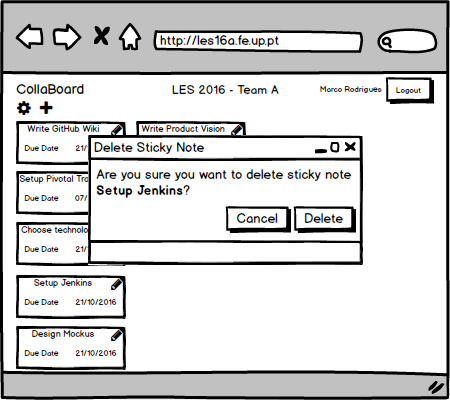 http://les16a.fe.up.pt
CollaBoard
LES 2016 - Team A
Marco Rodrigues
Logout
Write GitHub Wiki
Due Date 21/
Write Product Vision
Setup Pivotal Tra
Due Date 07/
Choose technolo
Due Date 21/
Delete Sticky Note
Are you sure you want to delete sticky note
Setup Jenkins?
Cancel
Delete
Setup Jenkins
Due Date 21/10/2016
Design Mockus
Due Date 21/10/2016